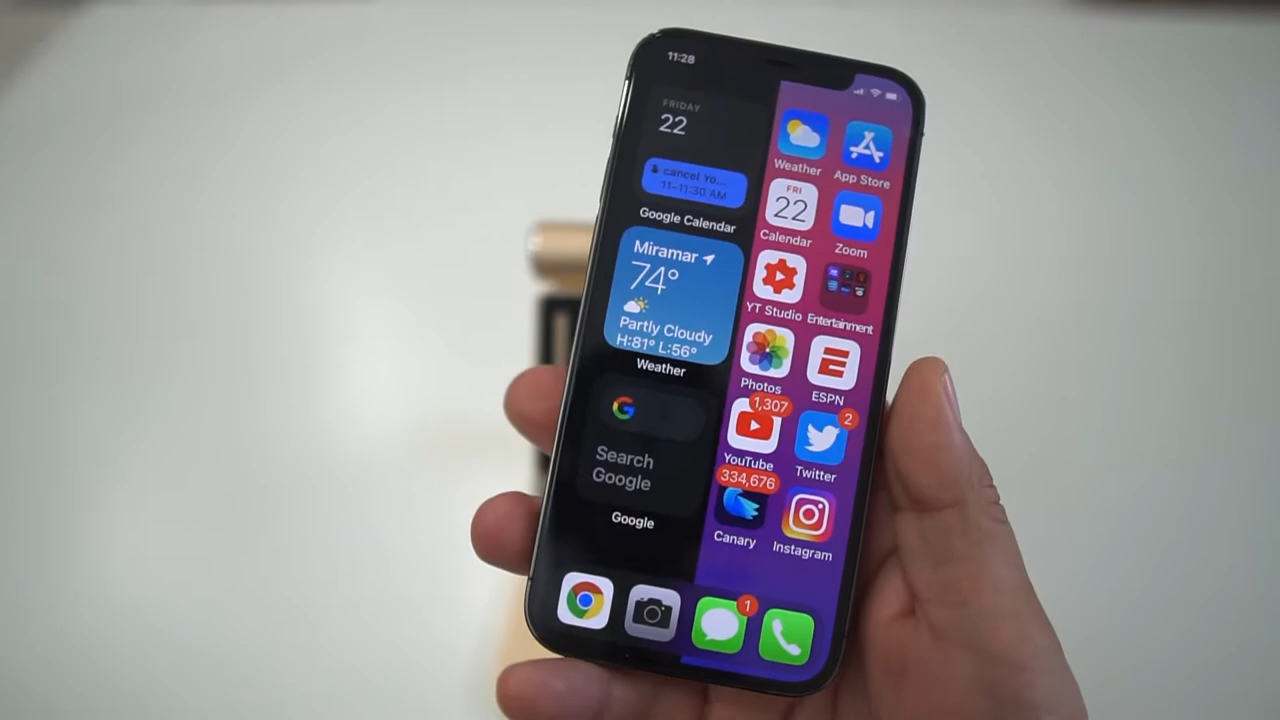 11:28
FRIDAY
22
cancel Yo...
11–11:30 AM
Google Calendar
Miramar
74°
Partly Cloudy
H:81° L:56°
Weather
G
Search
Google
Google
Weather
App Store
FRI
22
Calendar
Zoom
YT Studio
Entertainment
Photos
ESPN
1,307
YouTube
2
Twitter
334,676
Canary
Instagram
1